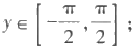 y ∈ [ -π/2 , π/2 ] ;